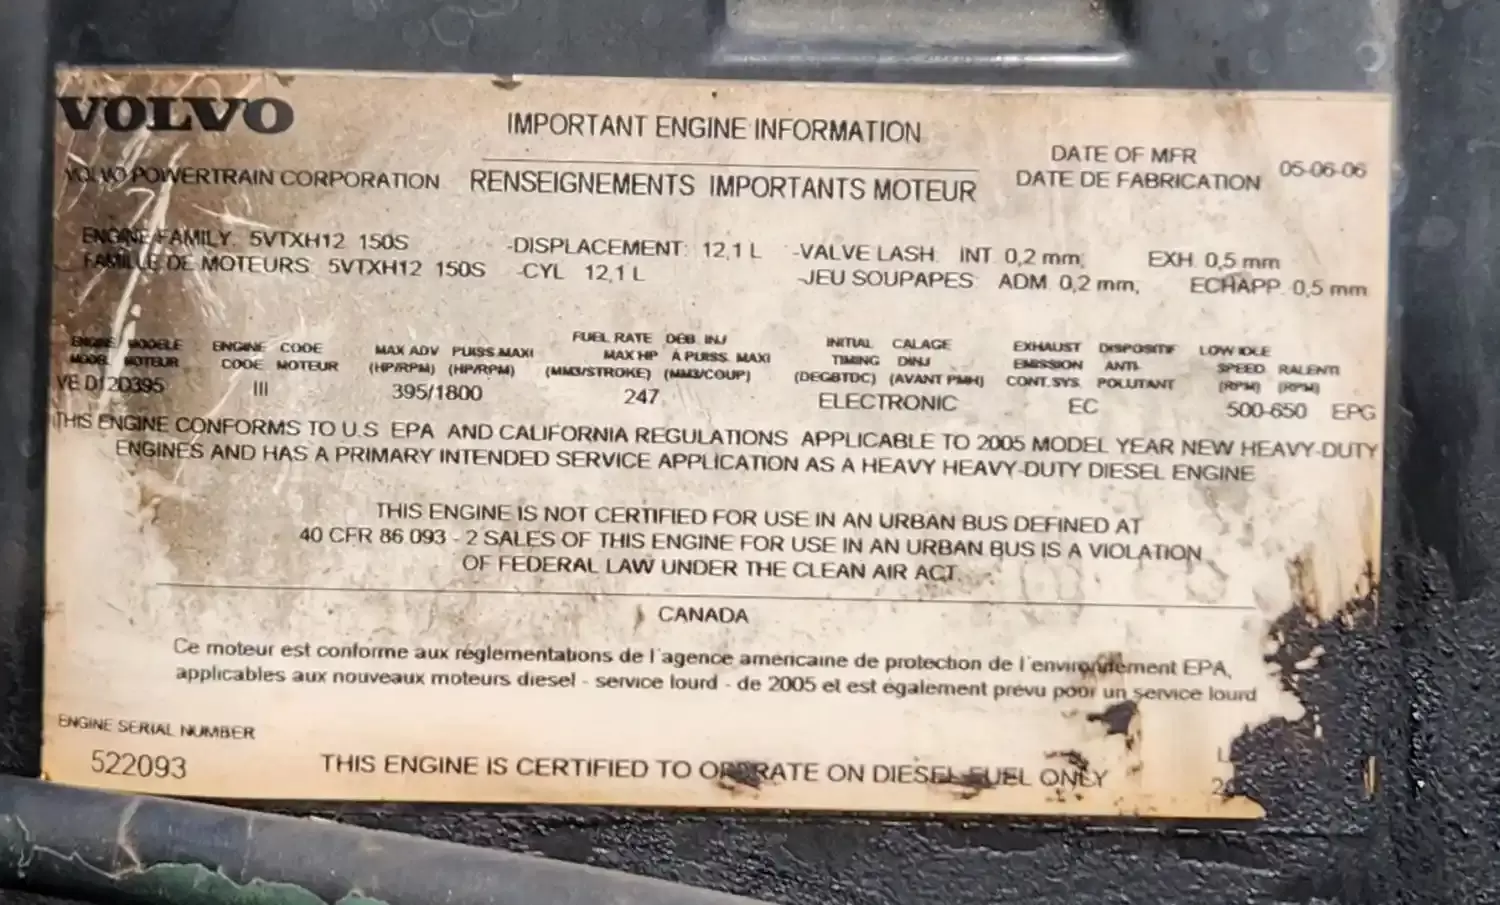 VOLVO
IMPORTANT ENGINE INFORMATION
DATE OF MFR 05-06-06
VOLVO POWERTRAIN CORPORATION RENSEIGNEMENTS IMPORTANTS MOTEUR DATE DE FABRICATION
ENGINE FAMILY: 5VTXH12 150S -DISPLACEMENT: 12,1 L -VALVE LASH: INT. 0,2 mm; EXH. 0,5 mm
FAMILLE DE MOTEURS: 5VTXH12 150S -CYL 12,1 L -JEU SOUPAPES: ADM. 0,2 mm, ECHAPP. 0,5 mm
ENGINE MODELE ENGINE CODE MAX ADV PUISS.MAXI FUEL RATE DEB. INJ INITIAL CALAGE EXHAUST DISPOSITIF LOW IDLE
MODEL MOTEUR CODE MOTEUR (HP/RPM) (HP/RPM) MAX HP A PUISS. MAXI TIMING D'INJ EMISSION ANTI- SPEED RALENTI
(MM3/STROKE) (MM3/COUP) (DEGBTDC) (AVANT PMH) CONT.SYS. POLUTANT (RPM) (RPM)
VE D12D395 III 395/1800 247 ELECTRONIC EC 500-650 EPG
THIS ENGINE CONFORMS TO U.S. EPA AND CALIFORNIA REGULATIONS APPLICABLE TO 2005 MODEL YEAR NEW HEAVY-DUTY
ENGINES AND HAS A PRIMARY INTENDED SERVICE APPLICATION AS A HEAVY HEAVY-DUTY DIESEL ENGINE
THIS ENGINE IS NOT CERTIFIED FOR USE IN AN URBAN BUS DEFINED AT
40 CFR 86 093 - 2 SALES OF THIS ENGINE FOR USE IN AN URBAN BUS IS A VIOLATION
OF FEDERAL LAW UNDER THE CLEAN AIR ACT.
CANADA
Ce moteur est conforme aux réglementations de l'agence americaine de protection de l'environdement EPA,
applicables aux nouveaux moteurs diesel - service lourd - de 2005 et est également prévu pour un service lourd
ENGINE SERIAL NUMBER
522093 THIS ENGINE IS CERTIFIED TO OPERATE ON DIESEL FUEL ONLY